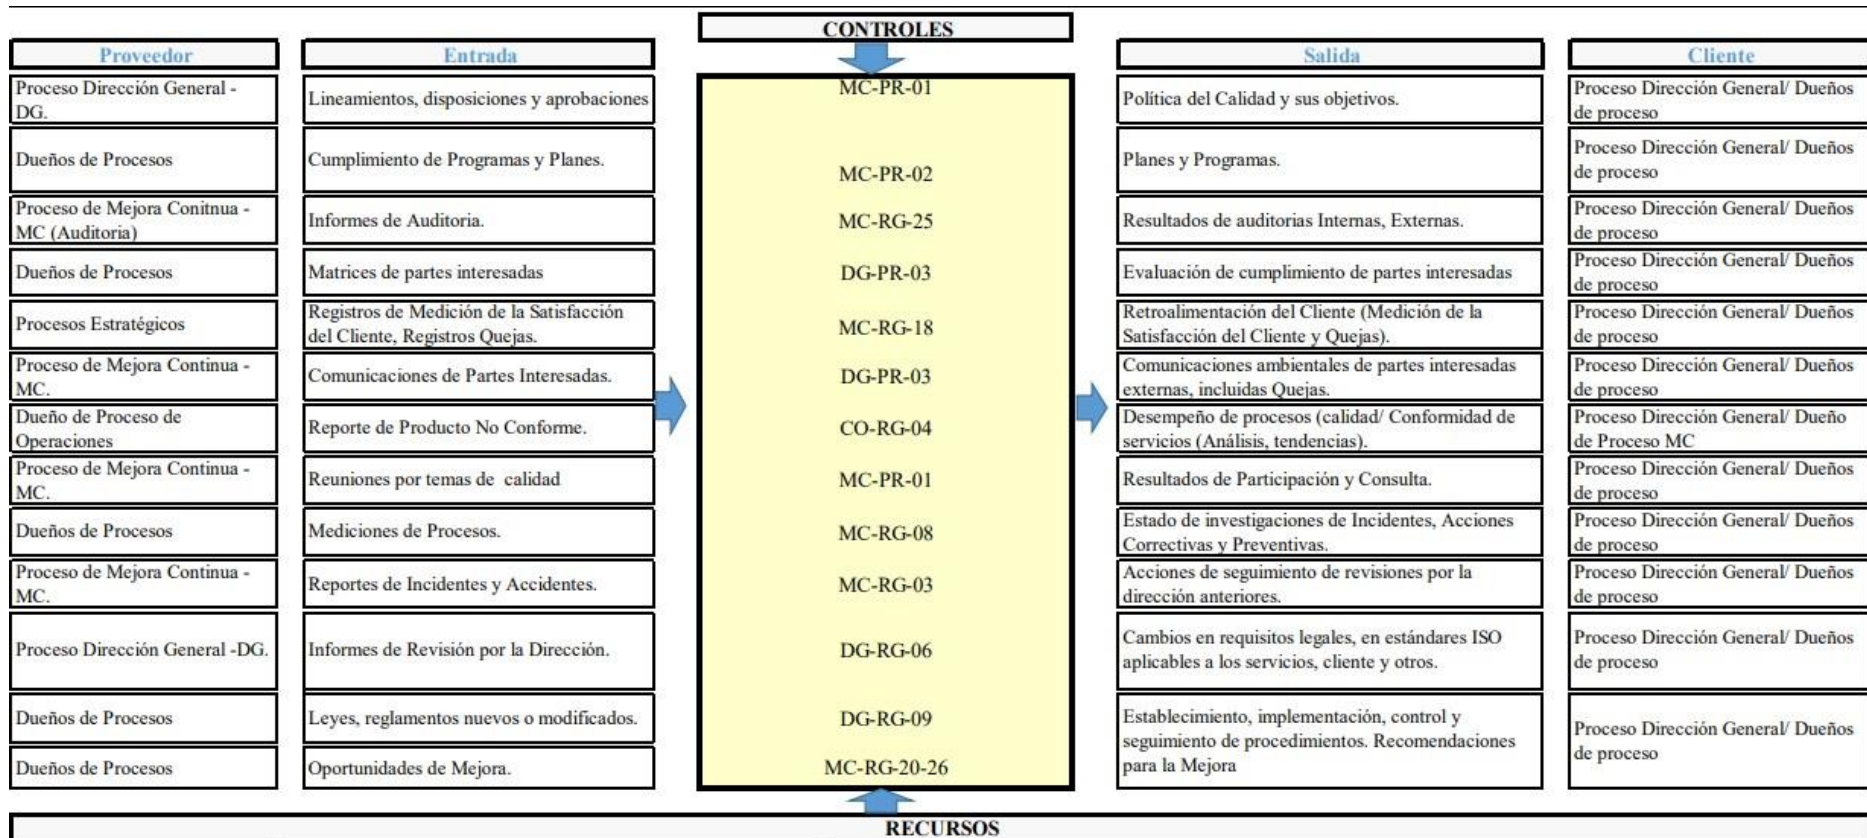 CONTROLES
Proveedor
Entrada
Salida
Cliente
Proceso Dirección General -
DG.
Lineamientos, disposiciones y aprobaciones
MC-PR-01
Política del Calidad y sus objetivos.
Proceso Dirección General/ Dueños
de proceso
Dueños de Procesos
Cumplimiento de Programas y Planes.
MC-PR-02
Planes y Programas.
Proceso Dirección General/ Dueños
de proceso
Proceso de Mejora Conitnua -
MC (Auditoria)
Informes de Auditoria.
MC-RG-25
Resultados de auditorias Internas, Externas.
Proceso Dirección General/ Dueños
de proceso
Dueños de Procesos
Matrices de partes interesadas
DG-PR-03
Evaluación de cumplimiento de partes interesadas
Proceso Dirección General/ Dueños
de proceso
Procesos Estratégicos
Registros de Medición de la Satisfacción
del Cliente, Registros Quejas.
MC-RG-18
Retroalimentación del Cliente (Medición de la
Satisfacción del Cliente y Quejas).
Proceso Dirección General/ Dueños
de proceso
Proceso de Mejora Continua -
MC.
Comunicaciones de Partes Interesadas.
DG-PR-03
Comunicaciones ambientales de partes interesadas
externas, incluidas Quejas.
Proceso Dirección General/ Dueños
de proceso
Dueño de Proceso de
Operaciones
Reporte de Producto No Conforme.
CO-RG-04
Desempeño de procesos (calidad/ Conformidad de
servicios (Análisis, tendencias).
Proceso Dirección General/ Dueño
de Proceso MC
Proceso de Mejora Continua -
MC.
Reuniones por temas de calidad
MC-PR-01
Resultados de Participación y Consulta.
Proceso Dirección General/ Dueños
de proceso
Dueños de Procesos
Mediciones de Procesos.
MC-RG-08
Estado de investigaciones de Incidentes, Acciones
Correctivas y Preventivas.
Proceso Dirección General/ Dueños
de proceso
Proceso de Mejora Continua -
MC.
Reportes de Incidentes y Accidentes.
MC-RG-03
Acciones de seguimiento de revisiones por la
dirección anteriores.
Proceso Dirección General/ Dueños
de proceso
Proceso Dirección General -DG.
Informes de Revisión por la Dirección.
DG-RG-06
Cambios en requisitos legales, en estándares ISO
aplicables a los servicios, cliente y otros.
Proceso Dirección General/ Dueños
de proceso
Dueños de Procesos
Leyes, reglamentos nuevos o modificados.
DG-RG-09
Establecimiento, implementación, control y
seguimiento de procedimientos. Recomendaciones
para la Mejora
Proceso Dirección General/ Dueños
de proceso
Dueños de Procesos
Oportunidades de Mejora.
MC-RG-20-26
RECURSOS